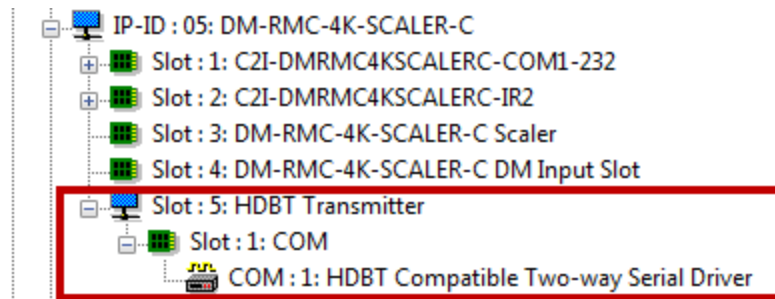 IP-ID : 05: DM-RMC-4K-SCALER-C
Slot : 1: C2I-DMRMC4KSCALERC-COM1-232
Slot : 2: C2I-DMRMC4KSCALERC-IR2
Slot : 3: DM-RMC-4K-SCALER-C Scaler
Slot : 4: DM-RMC-4K-SCALER-C DM Input Slot
Slot : 5: HDBT Transmitter
Slot : 1: COM
COM : 1: HDBT Compatible Two-way Serial Driver